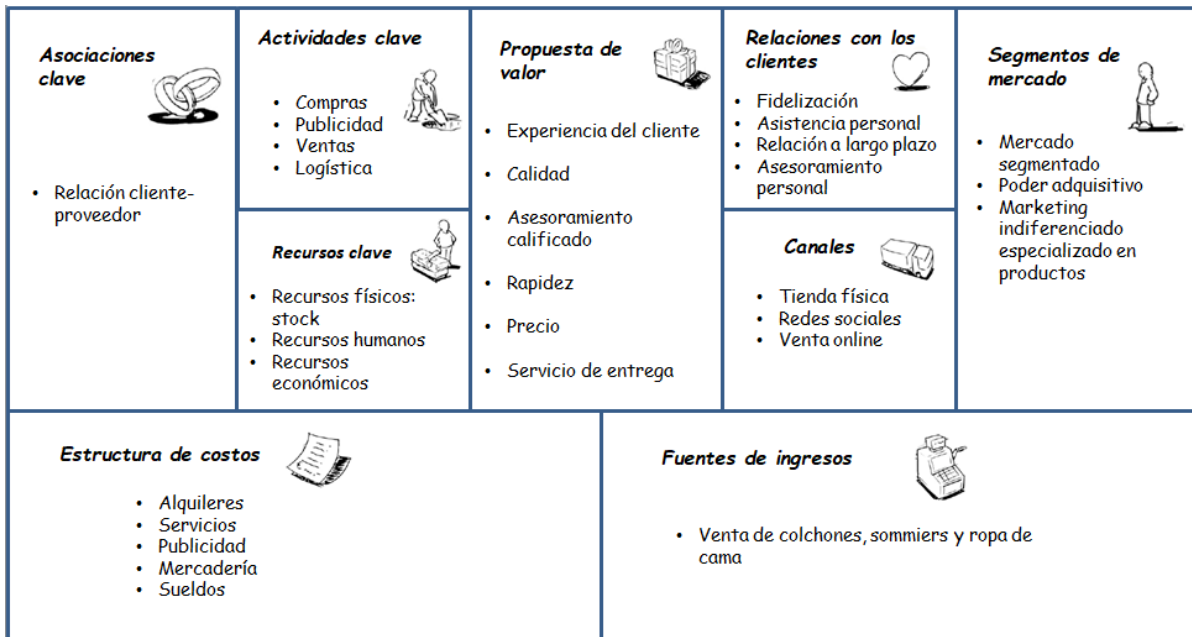 Asociaciones
clave
• Relación cliente-
proveedor
Actividades clave
• Compras
• Publicidad
• Ventas
• Logística
Recursos clave
• Recursos físicos:
stock
• Recursos humanos
• Recursos
económicos
Propuesta de
valor
• Experiencia del cliente
• Calidad
• Asesoramiento
calificado
• Rapidez
• Precio
• Servicio de entrega
Relaciones con los
clientes
• Fidelización
• Asistencia personal
• Relación a largo plazo
• Asesoramiento
personal
Canales
• Tienda física
• Redes sociales
• Venta online
Segmentos de
mercado
• Mercado
segmentado
• Poder adquisitivo
• Marketing
indiferenciado
especializado en
productos
Estructura de costos
• Alquileres
• Servicios
• Publicidad
• Mercadería
• Sueldos
Fuentes de ingresos
• Venta de colchones, sommiers y ropa de
cama